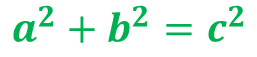 a² + b² = c²